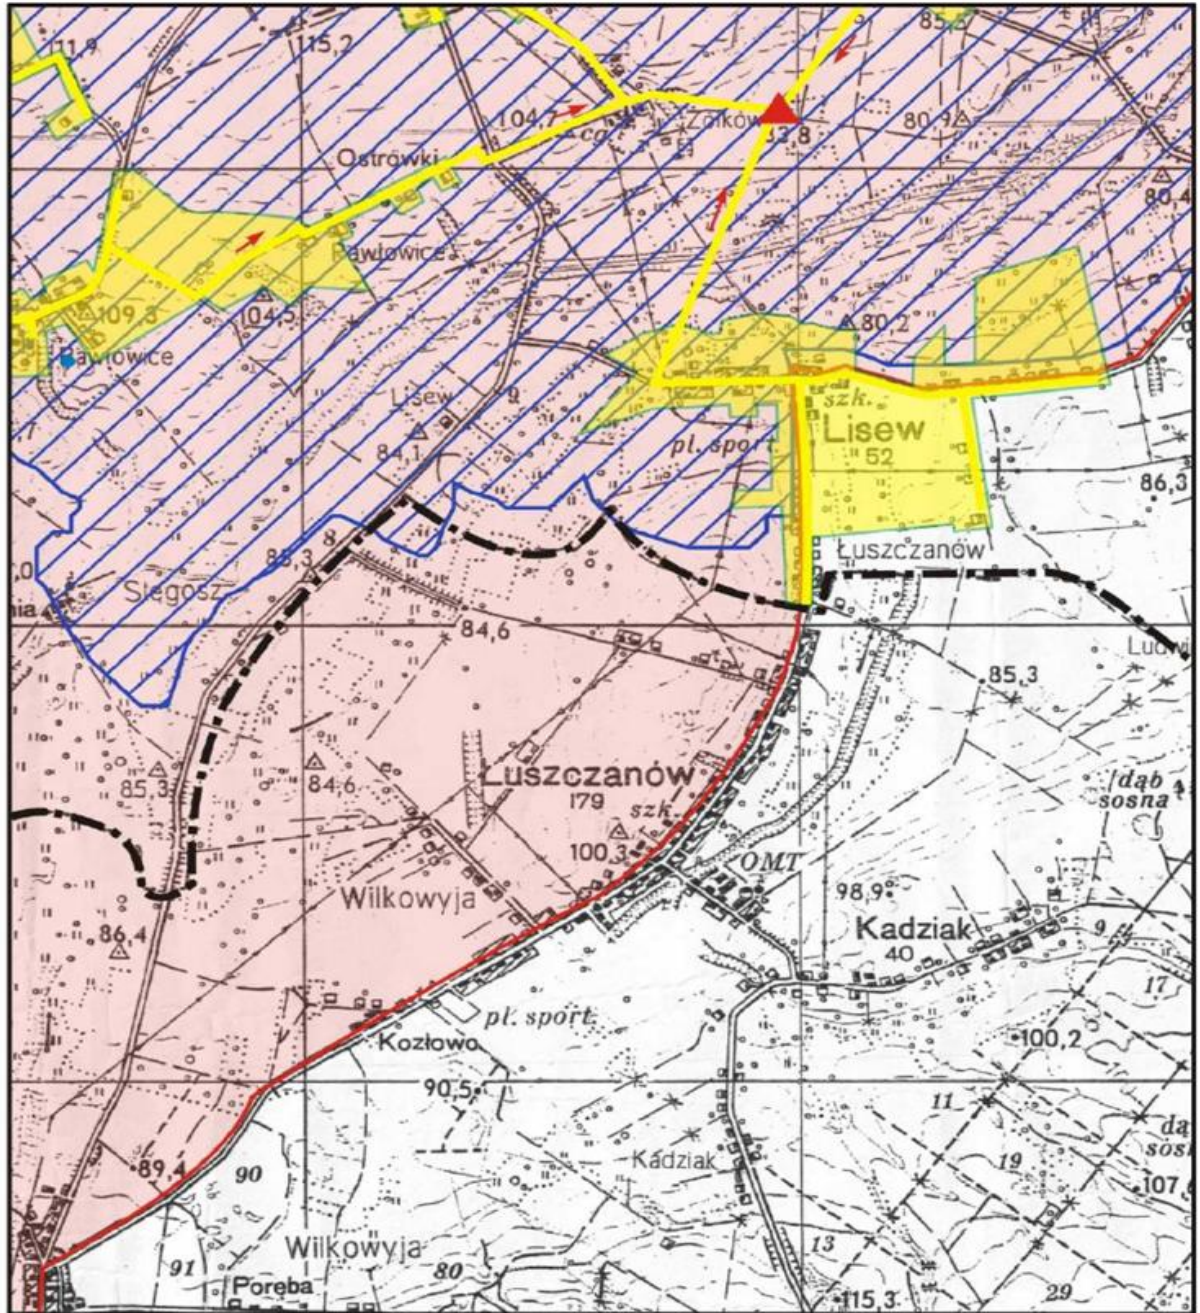 111,9
115,2
85,5
104,7
Żółków
83,8
80,9
Ostrówki
80,4
Pawłowice
104,5
109,3
80,2
Pawłowice
Lisew
szk.
Lisew
52
84,1
pl. sport
86,3
Łuszczanów
85,3
8
Ślęgosz
84,6
85,3
85,3
84,6
Łuszczanów
179
szk.
dąb
sosna
100,3
OMT
Wilkowyja
98,9
Kadziak
40
9
86,4
17
pl. sport
Kozłowo
100,2
90,5
11
89,4
90
Kadziak
19
107,
13
Wilkowyja
91
Poręba
80
29
115,3